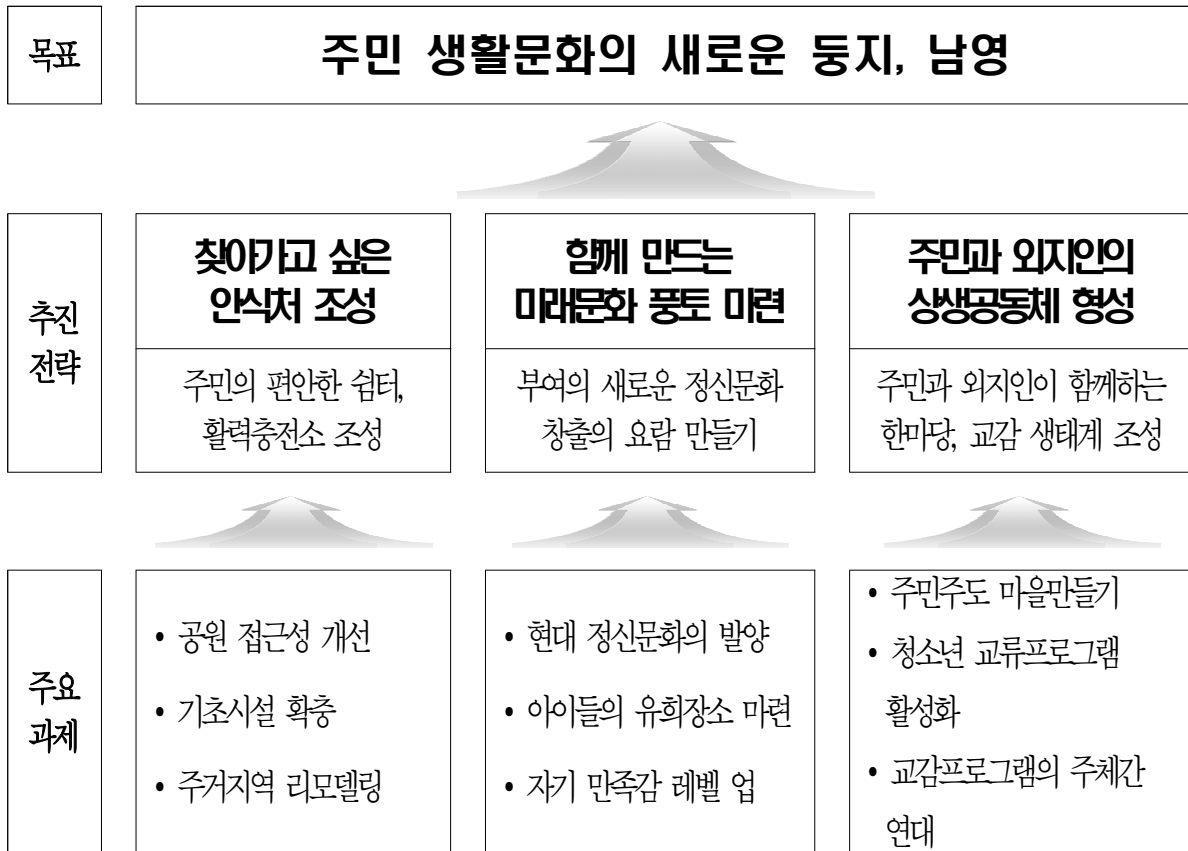 목표
주민 생활문화의 새로운 둥지, 남영
추진
전략
찾아가고 싶은
안식처 조성
주민의 편안한 쉼터,
활력충전소 조성
함께 만드는
미래문화 풍토 마련
부여의 새로운 정신문화
창출의 요람 만들기
주민과 외지인의
상생공동체 형성
주민과 외지인이 함께하는
한마당, 교감 생태계 조성
주요
과제
• 공원 접근성 개선
• 기초시설 확충
• 주거지역 리모델링
• 현대 정신문화의 발양
• 아이들의 유희장소 마련
• 자기 만족감 레벨 업
• 주민주도 마을만들기
• 청소년 교류프로그램
활성화
• 교감프로그램의 주체간
연대